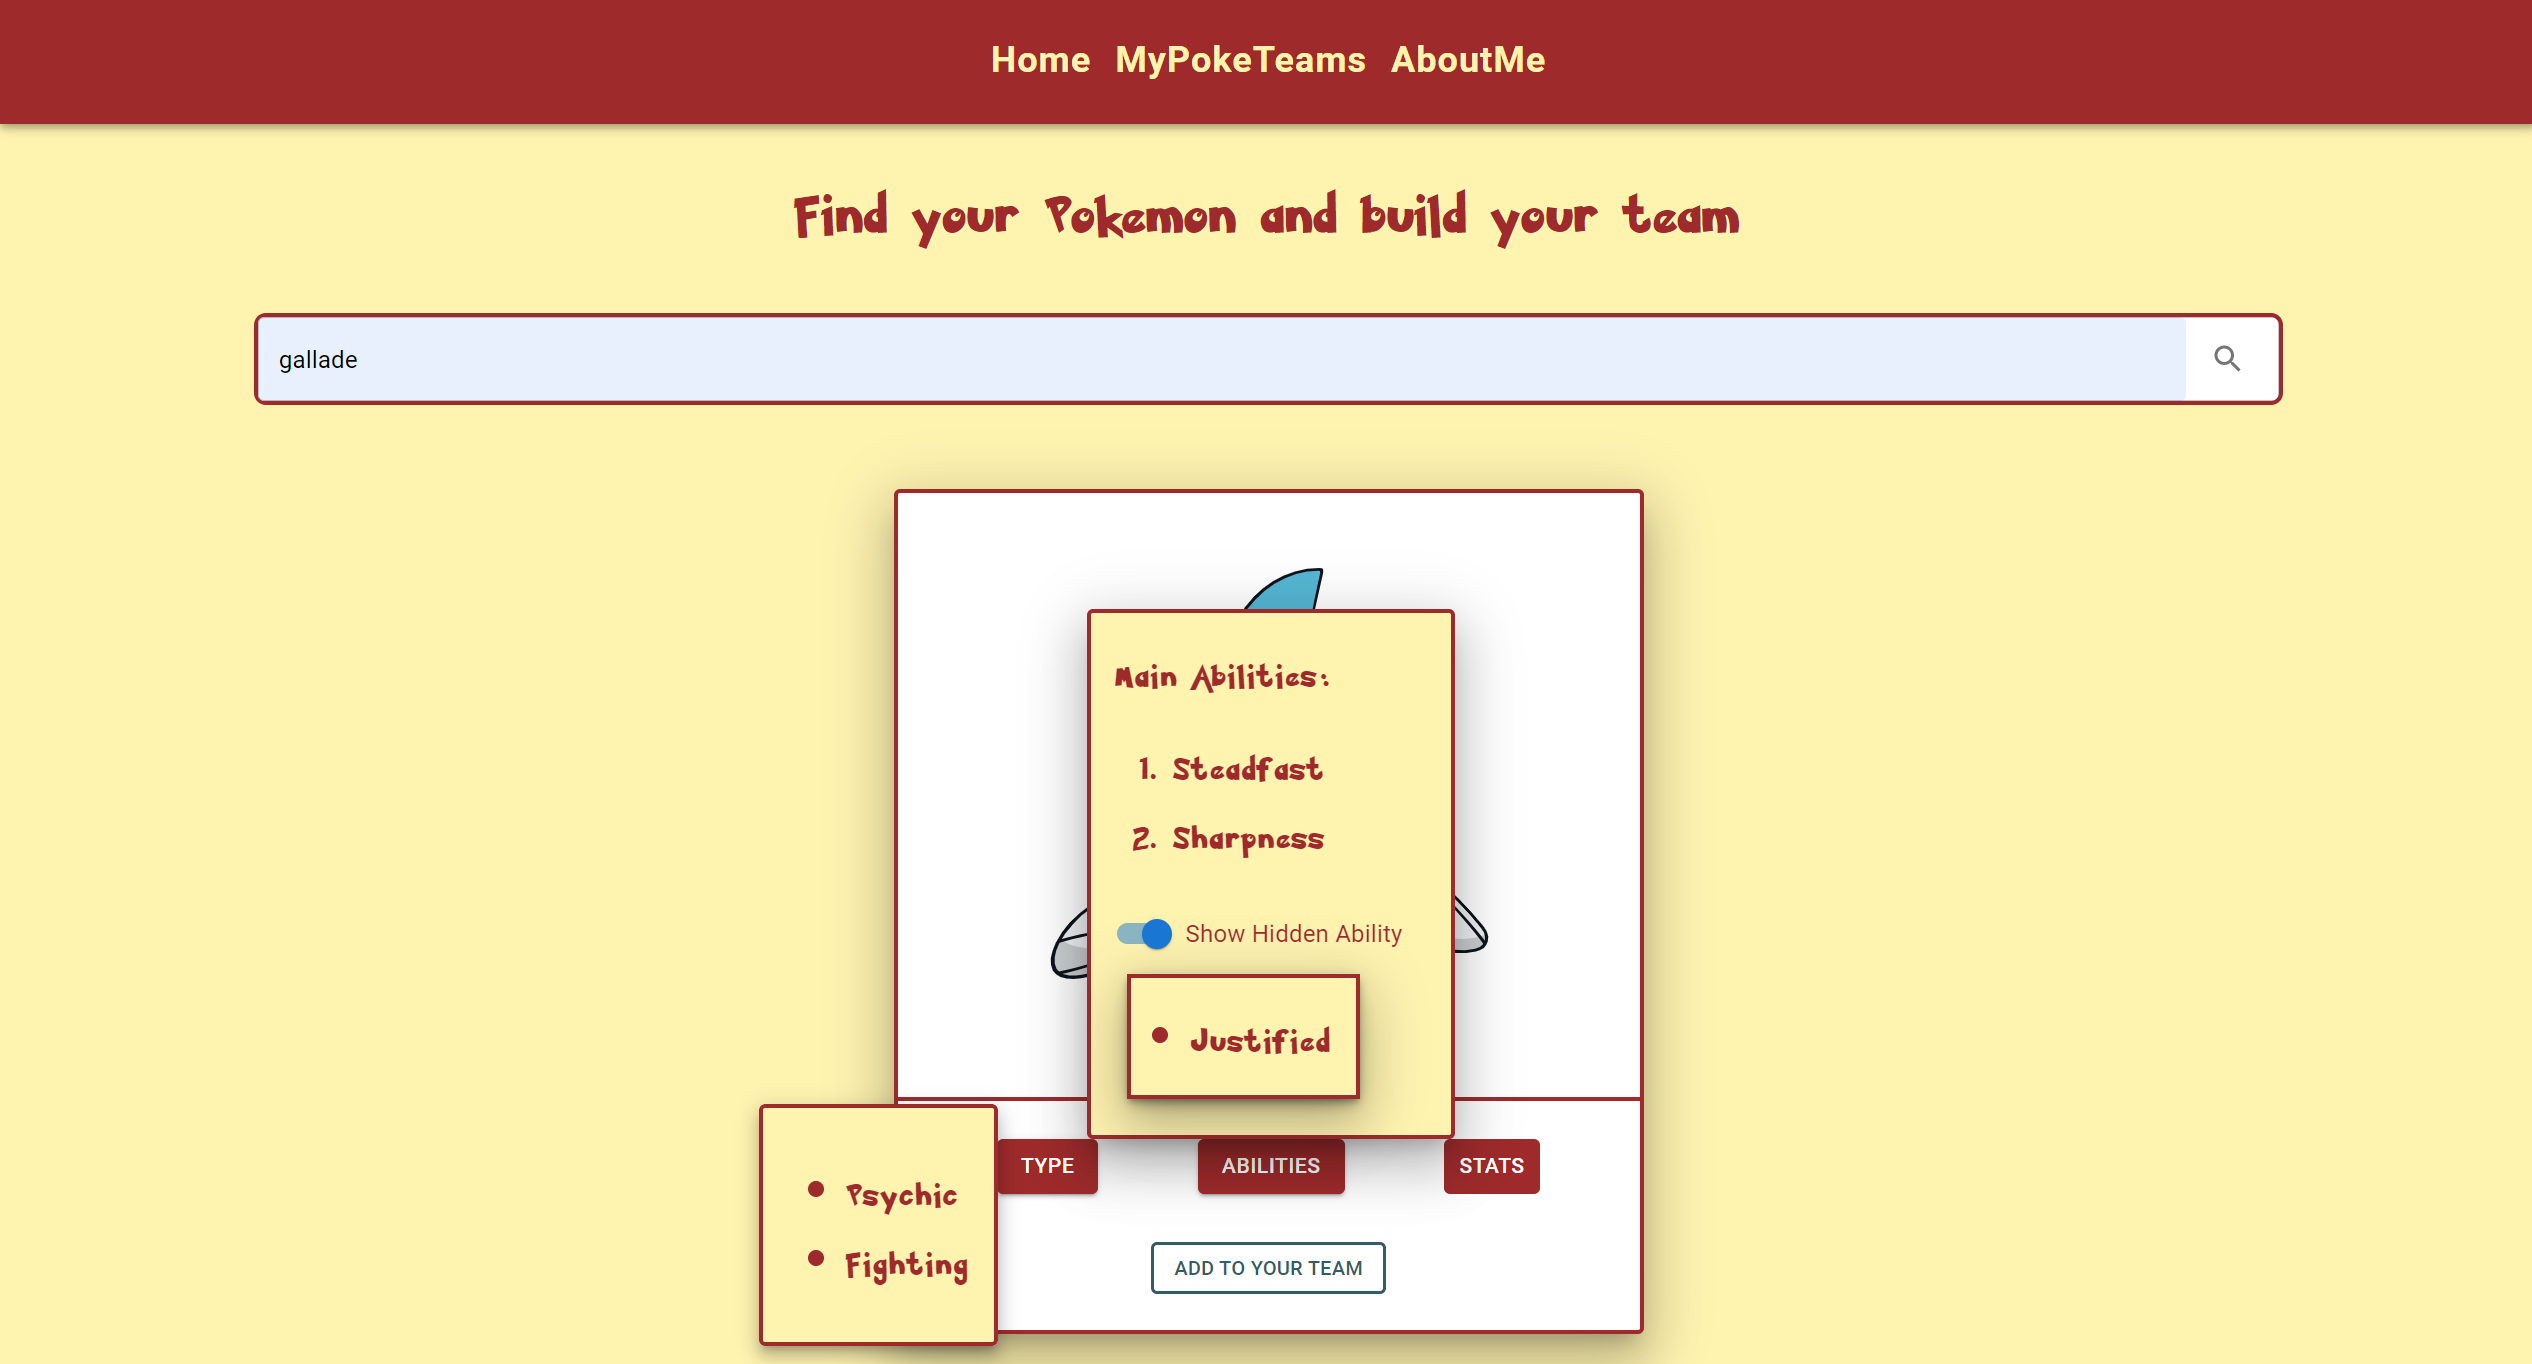 Home MyPokeTeams AboutMe
Find your Pokemon and build your team
gallade
Main Abilities:
1. Steadfast
2. Sharpness
Show Hidden Ability
• Justified
TYPE ABILITIES STATS
• Psychic
• Fighting
ADD TO YOUR TEAM